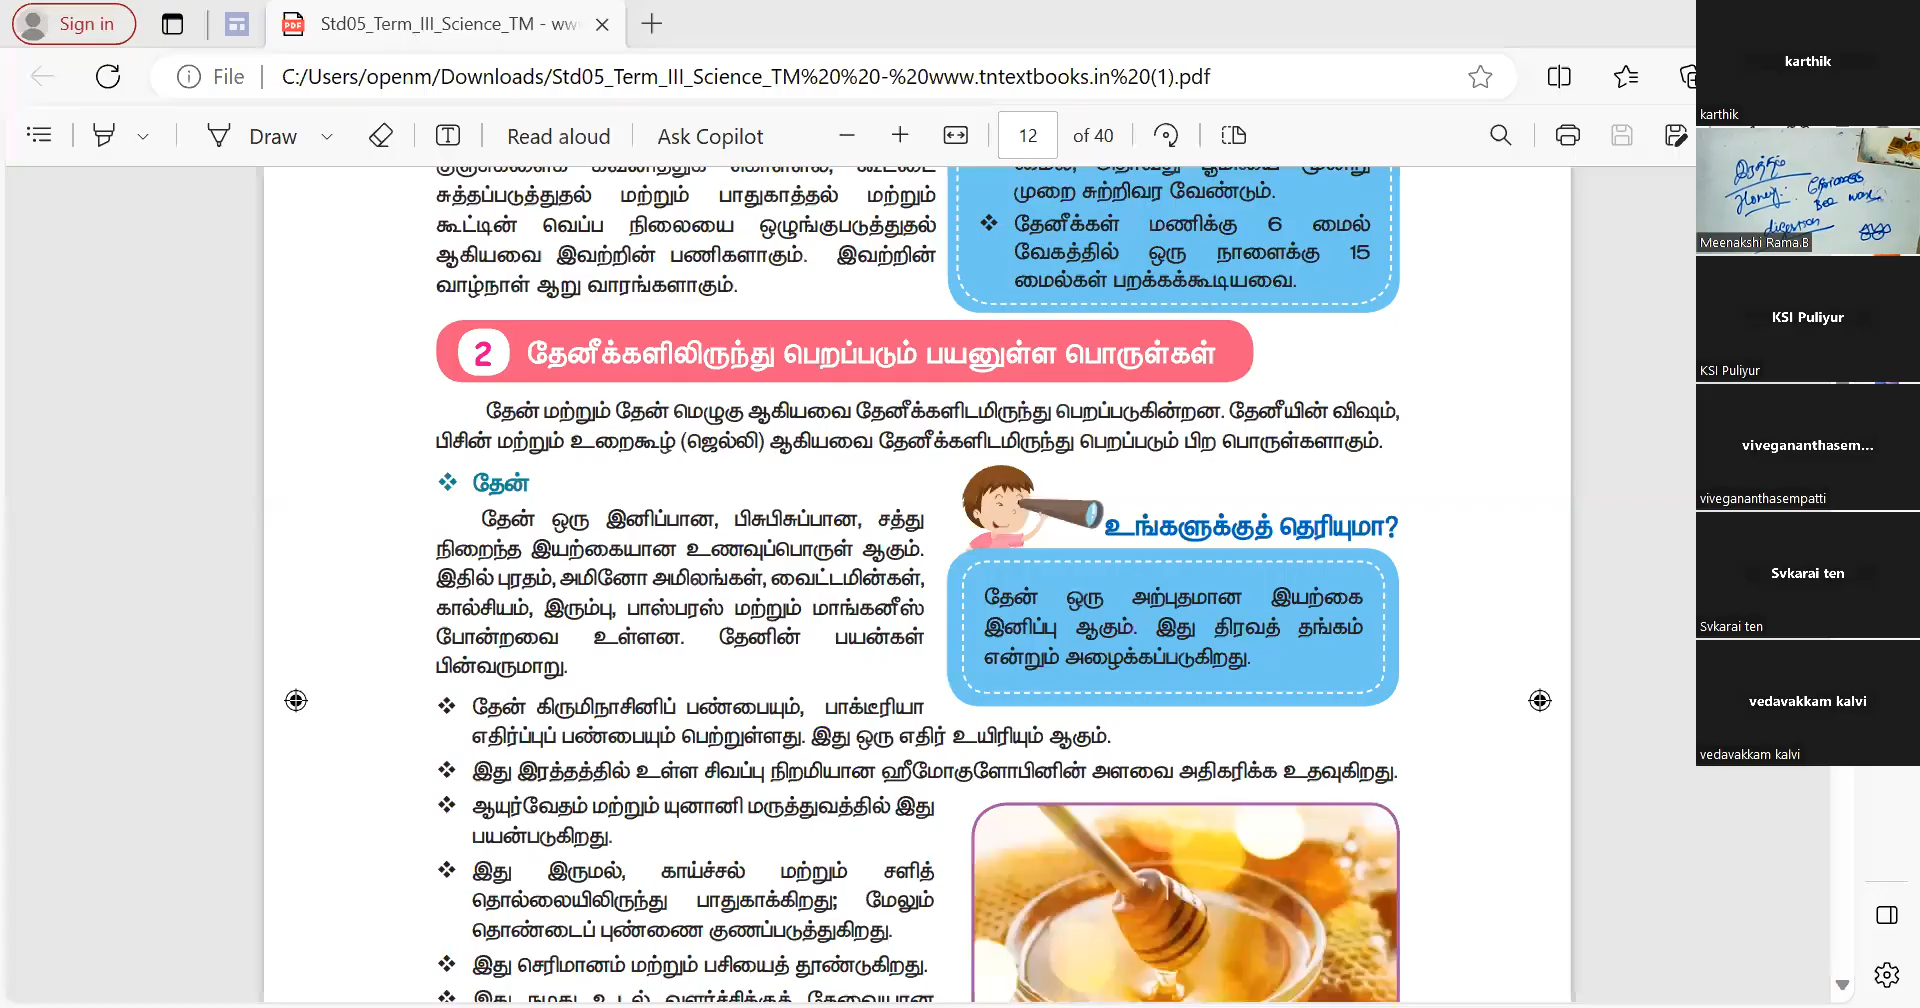 Sign in
Std05_Term_III_Science_TM - ww
File
C:/Users/openm/Downloads/Std05_Term_III_Science_TM%20%20-%20www.tntextbooks.in%20(1).pdf
Draw
Read aloud
Ask Copilot
12 of 40
சுத்தப்படுத்துதல் மற்றும் பாதுகாத்தல் மற்றும்
கூட்டின் வெப்ப நிலையை ஒழுங்குபடுத்துதல்
ஆகியவை இவற்றின் பணிகளாகும். இவற்றின்
வாழ்நாள் ஆறு வாரங்களாகும்.
முறை சுற்றிவர வேண்டும்.
❖ தேனீக்கள் மணிக்கு 6 மைல்
வேகத்தில் ஒரு நாளைக்கு 15
மைல்கள் பறக்கக்கூடியவை.
2 தேனீக்களிலிருந்து பெறப்படும் பயனுள்ள பொருள்கள்
தேன் மற்றும் தேன் மெழுகு ஆகியவை தேனீக்களிடமிருந்து பெறப்படுகின்றன. தேனீயின் விஷம்,
பிசின் மற்றும் உறைகூழ் (ஜெல்லி) ஆகியவை தேனீக்களிடமிருந்து பெறப்படும் பிற பொருள்களாகும்.
❖ தேன்
தேன் ஒரு இனிப்பான, பிசுபிசுப்பான, சத்து
நிறைந்த இயற்கையான உணவுப்பொருள் ஆகும்.
இதில் புரதம், அமினோ அமிலங்கள், வைட்டமின்கள்,
கால்சியம், இரும்பு, பாஸ்பரஸ் மற்றும் மாங்கனீஸ்
போன்றவை உள்ளன. தேனின் பயன்கள்
பின்வருமாறு.
உங்களுக்குத் தெரியுமா?
தேன் ஒரு அற்புதமான இயற்கை
இனிப்பு ஆகும். இது திரவத் தங்கம்
என்றும் அழைக்கப்படுகிறது.
❖ தேன் கிருமிநாசினிப் பண்பையும், பாக்டீரியா
எதிர்ப்புப் பண்பையும் பெற்றுள்ளது. இது ஒரு எதிர் உயிரியும் ஆகும்.
❖ இது இரத்தத்தில் உள்ள சிவப்பு நிறமியான ஹீமோகுளோபினின் அளவை அதிகரிக்க உதவுகிறது.
❖ ஆயுர்வேதம் மற்றும் யுனானி மருத்துவத்தில் இது
பயன்படுகிறது.
❖ இது இருமல், காய்ச்சல் மற்றும் சளித்
தொல்லையிலிருந்து பாதுகாக்கிறது; மேலும்
தொண்டைப் புண்ணை குணப்படுத்துகிறது.
❖ இது செரிமானம் மற்றும் பசியைத் தூண்டுகிறது.
karthik
karthik
Honey:
Bee wax
digestion
Meenakshi Rama.B
KSI Puliyur
KSI Puliyur
vivegananthasem...
vivegananthasempatti
Svkarai ten
Svkarai ten
vedavakkam kalvi
vedavakkam kalvi